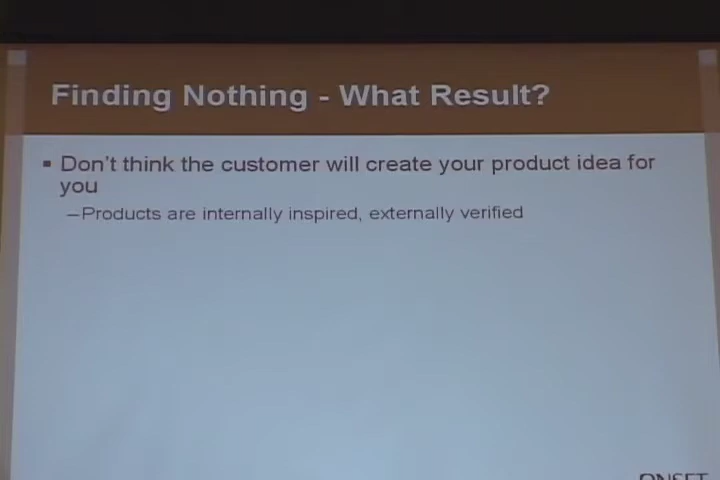 Finding Nothing - What Result?
▪ Don't think the customer will create your product idea for
you
–Products are internally inspired, externally verified
ONSET